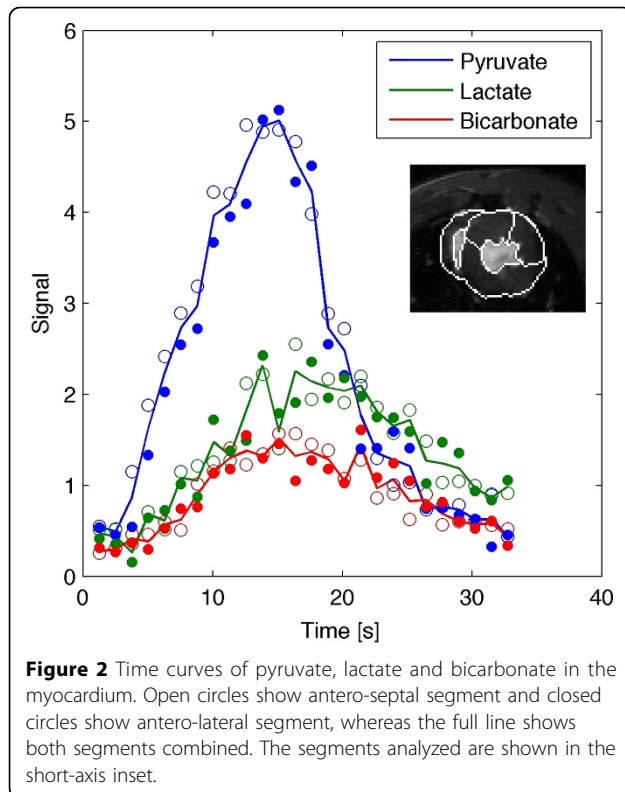 6
5
4
3
2
1
0
Signal
0 10 20 30 40
Time [s]
Pyruvate
Lactate
Bicarbonate
Figure 2 Time curves of pyruvate, lactate and bicarbonate in the
myocardium. Open circles show antero-septal segment and closed
circles show antero-lateral segment, whereas the full line shows
both segments combined. The segments analyzed are shown in the
short-axis inset.